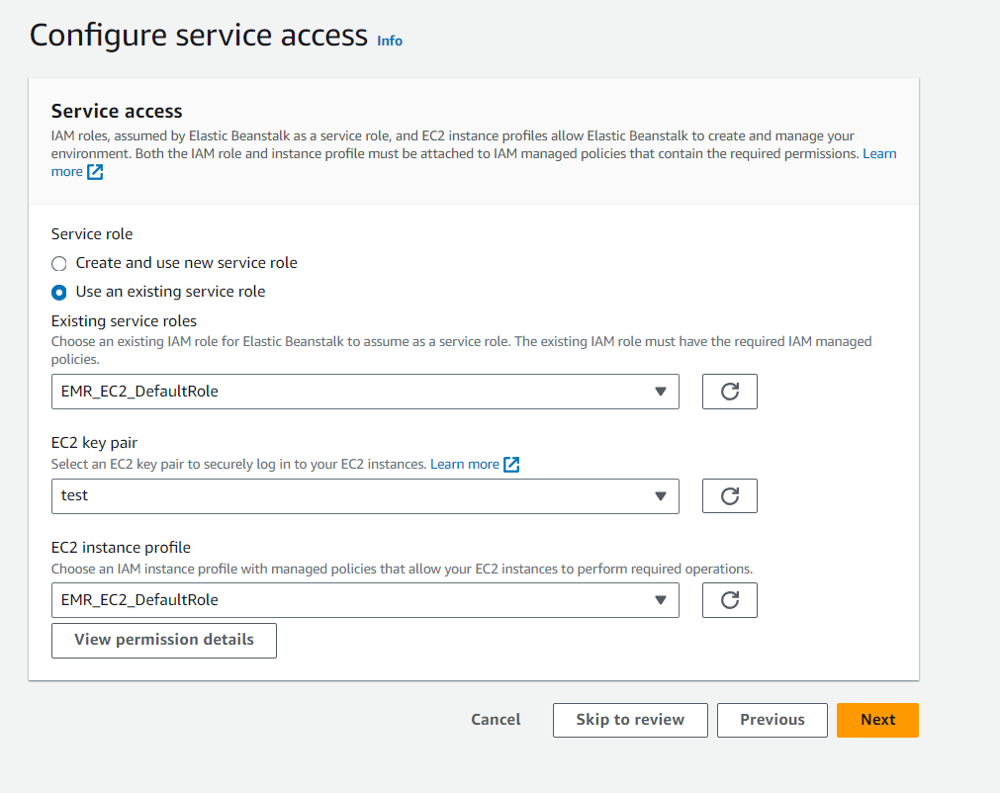 Configure service access Info
Service access
IAM roles, assumed by Elastic Beanstalk as a service role, and EC2 instance profiles allow Elastic Beanstalk to create and manage your
environment. Both the IAM role and instance profile must be attached to IAM managed policies that contain the required permissions. Learn
more
Service role
Create and use new service role
Use an existing service role
Existing service roles
Choose an existing IAM role for Elastic Beanstalk to assume as a service role. The existing IAM role must have the required IAM managed
policies.
EMR_EC2_DefaultRole
EC2 key pair
Select an EC2 key pair to securely log in to your EC2 instances. Learn more
test
EC2 instance profile
Choose an IAM instance profile with managed policies that allow your EC2 instances to perform required operations.
EMR_EC2_DefaultRole
View permission details
Cancel Skip to review Previous Next